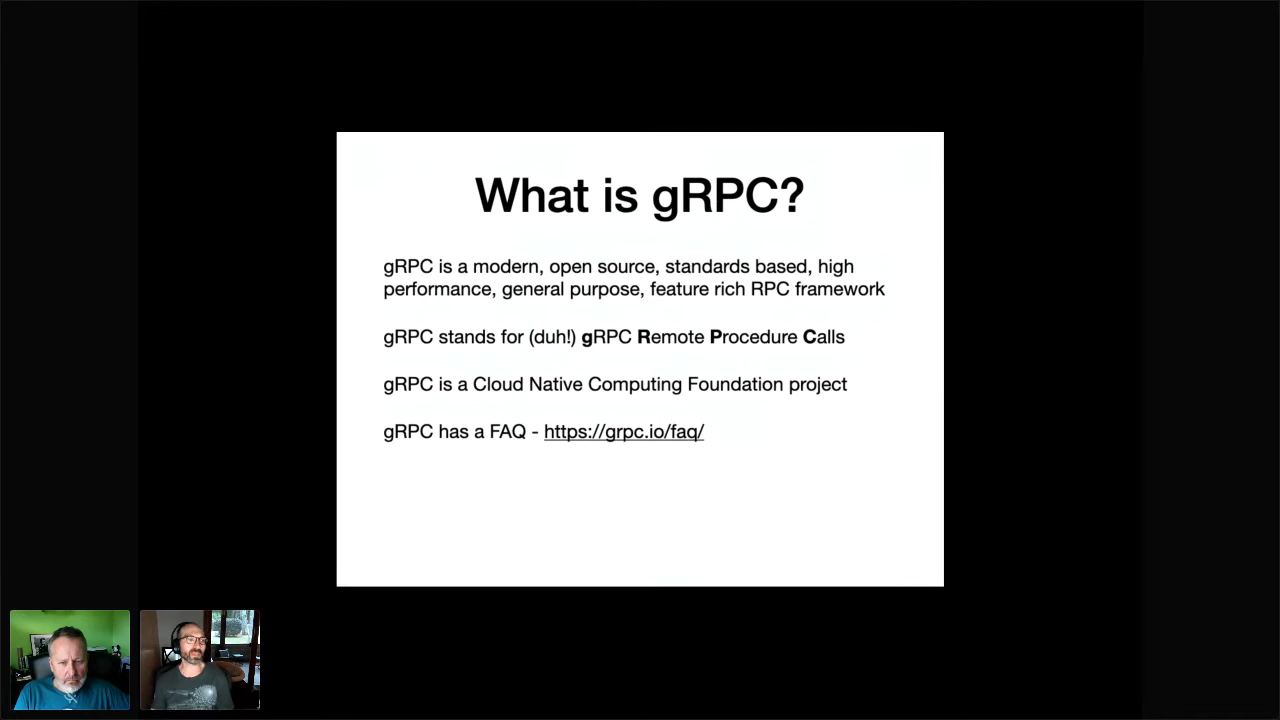 What is gRPC?
gRPC is a modern, open source, standards based, high
performance, general purpose, feature rich RPC framework
gRPC stands for (duh!) gRPC Remote Procedure Calls
gRPC is a Cloud Native Computing Foundation project
gRPC has a FAQ - https://grpc.io/faq/